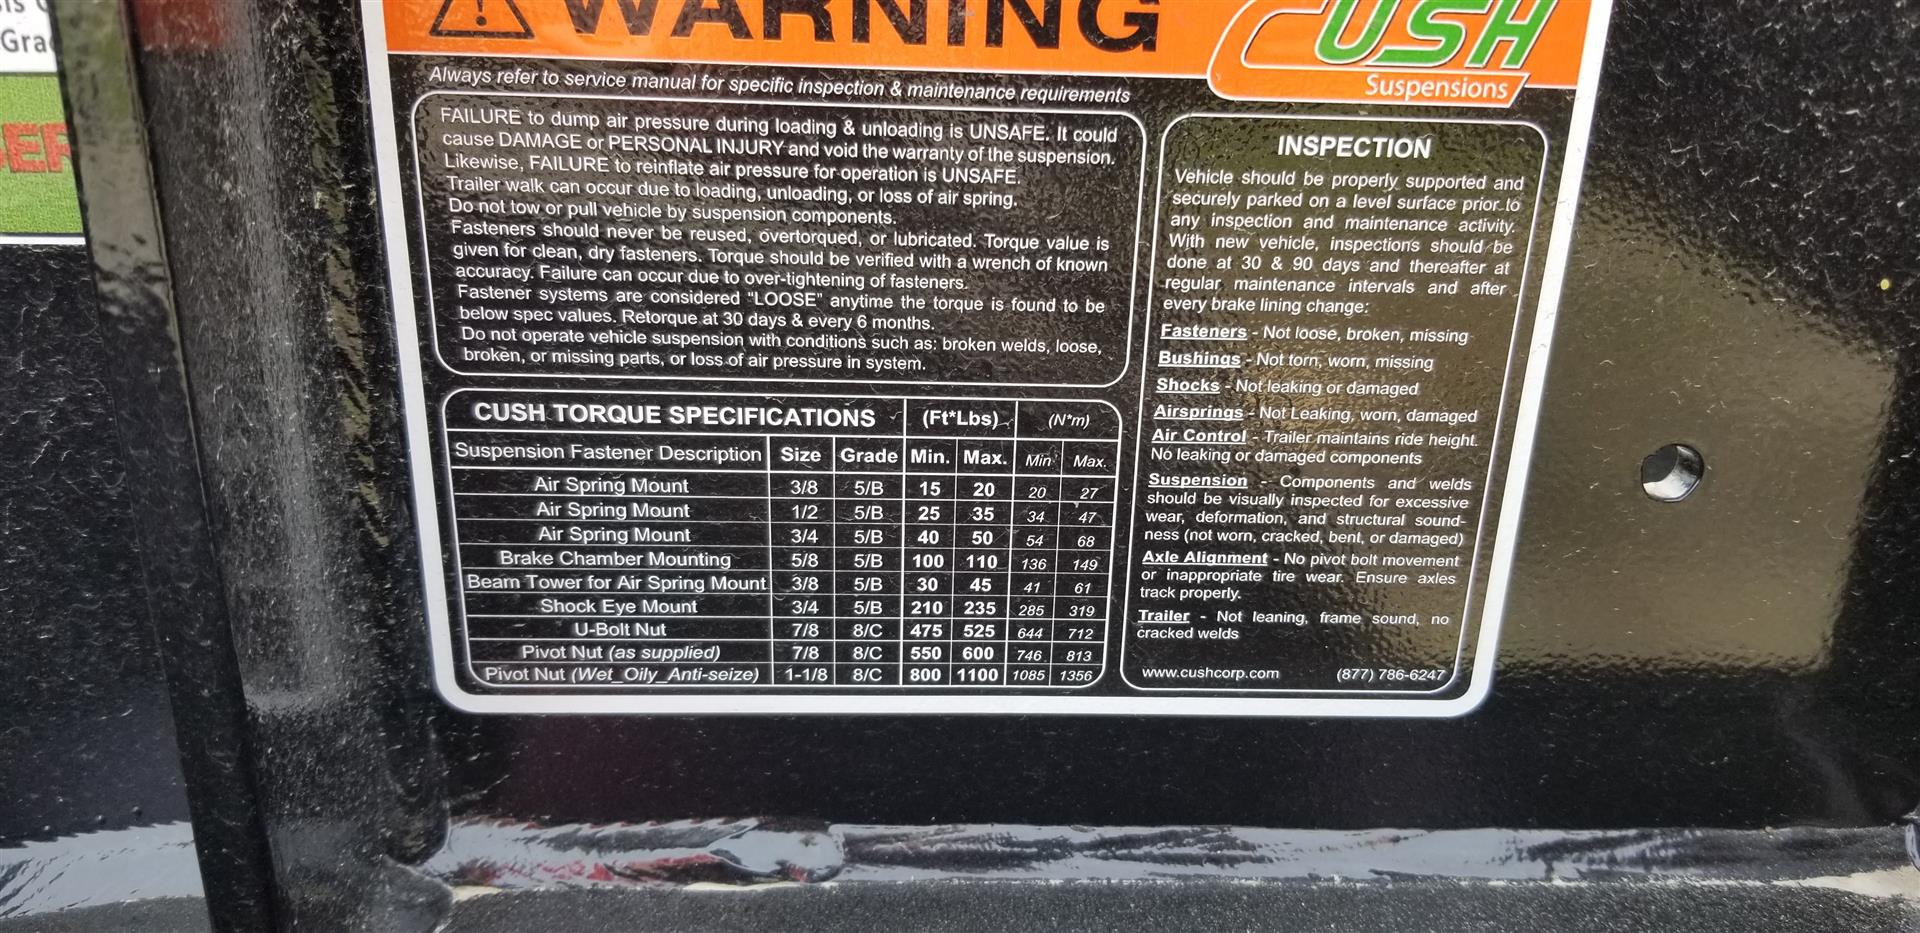 Gra
SER
WARNING
CUSH
Suspensions
Always refer to service manual for specific inspection & maintenance requirements
FAILURE to dump air pressure during loading & unloading is UNSAFE. It could
cause DAMAGE or PERSONAL INJURY and void the warranty of the suspension.
Likewise, FAILURE to reinflate air pressure for operation is UNSAFE.
Trailer walk can occur due to loading, unloading, or loss of air spring.
Do not tow or pull vehicle by suspension components.
Fasteners should never be reused, overtorqued, or lubricated. Torque value is
given for clean, dry fasteners. Torque should be verified with a wrench of known
accuracy. Failure can occur due to over-tightening of fasteners.
Fastener systems are considered "LOOSE" anytime the torque is found to be
below spec values. Retorque at 30 days & every 6 months.
Do not operate vehicle suspension with conditions such as: broken welds, loose,
broken, or missing parts, or loss of air pressure in system.
CUSH TORQUE SPECIFICATIONS (Ft*Lbs) (N*m)
Suspension Fastener Description Size Grade Min. Max. Min Max.
Air Spring Mount 3/8 5/B 15 20 20 27
Air Spring Mount 1/2 5/B 25 35 34 47
Air Spring Mount 3/4 5/B 40 50 54 68
Brake Chamber Mounting 5/8 5/B 100 110 136 149
Beam Tower for Air Spring Mount 3/8 5/B 30 45 41 61
Shock Eye Mount 3/4 5/B 210 235 285 319
U-Bolt Nut 7/8 8/C 475 525 644 712
Pivot Nut (as supplied) 7/8 8/C 550 600 746 813
Pivot Nut (Wet_Oily_Anti-seize) 1-1/8 8/C 800 1100 1085 1356
INSPECTION
Vehicle should be properly supported and
securely parked on a level surface prior to
any inspection and maintenance activity.
With new vehicle, inspections should be
done at 30 & 90 days and thereafter at
regular maintenance intervals and after
every brake lining change:
Fasteners - Not loose, broken, missing
Bushings - Not torn, worn, missing
Shocks - Not leaking or damaged
Airsprings - Not Leaking, worn, damaged
Air Control - Trailer maintains ride height.
No leaking or damaged components
Suspension - Components and welds
should be visually inspected for excessive
wear, deformation, and structural sound-
ness (not worn, cracked, bent, or damaged)
Axle Alignment - No pivot bolt movement
or inappropriate tire wear. Ensure axles
track properly.
Trailer - Not leaning, frame sound, no
cracked welds
www.cushcorp.com (877) 786-6247